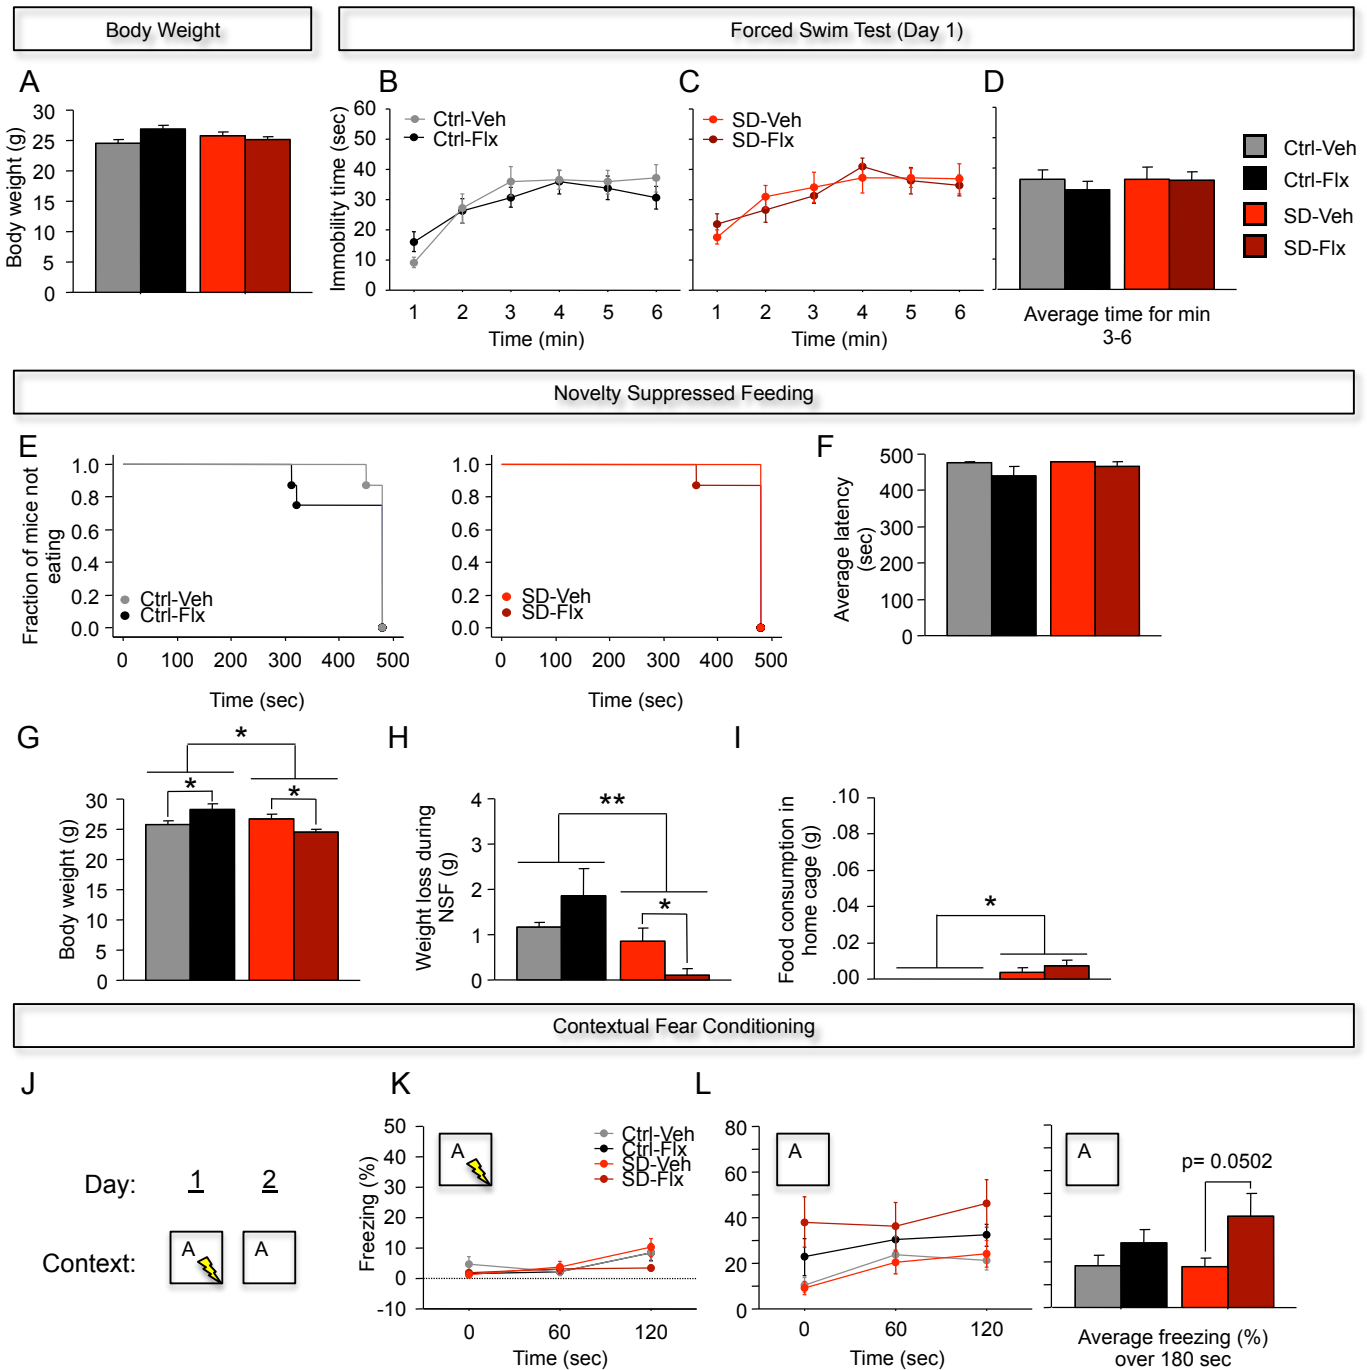 Body Weight
Forced Swim Test (Day 1)
A
Body weight (g)
30
25
20
15
10
5
0
B
Immobility time (sec)
60
50
40
30
20
10
0
Ctrl-Veh
Ctrl-Flx
1 2 3 4 5 6
Time (min)
C
SD-Veh
SD-Flx
1 2 3 4 5 6
Time (min)
D
Average time for min
3-6
Ctrl-Veh
Ctrl-Flx
SD-Veh
SD-Flx
Novelty Suppressed Feeding
E
Fraction of mice not
eating
1.0
0.8
0.6
0.4
0.2
0.0
Ctrl-Veh
Ctrl-Flx
0 100 200 300 400 500
Time (sec)
1.0
0.8
0.6
0.4
0.2
0.0
SD-Veh
SD-Flx
0 100 200 300 400 500
Time (sec)
F
Average latency
(sec)
500
400
300
200
100
0
G
Body weight (g)
30
25
20
15
10
5
0
*
*
*
H
Weight loss during
NSF (g)
4
3
2
1
0
**
*
I
Food consumption in
home cage (g)
.10
.08
.06
.04
.02
.00
*
Contextual Fear Conditioning
J
Day: 1 2
Context: A A
K
Freezing (%)
50
40
30
20
10
0
-10
A
Ctrl-Veh
Ctrl-Flx
SD-Veh
SD-Flx
0 60 120
Time (sec)
L
80
60
40
20
0
A
0 60 120
Time (sec)
A
p= 0.0502
Average freezing (%)
over 180 sec